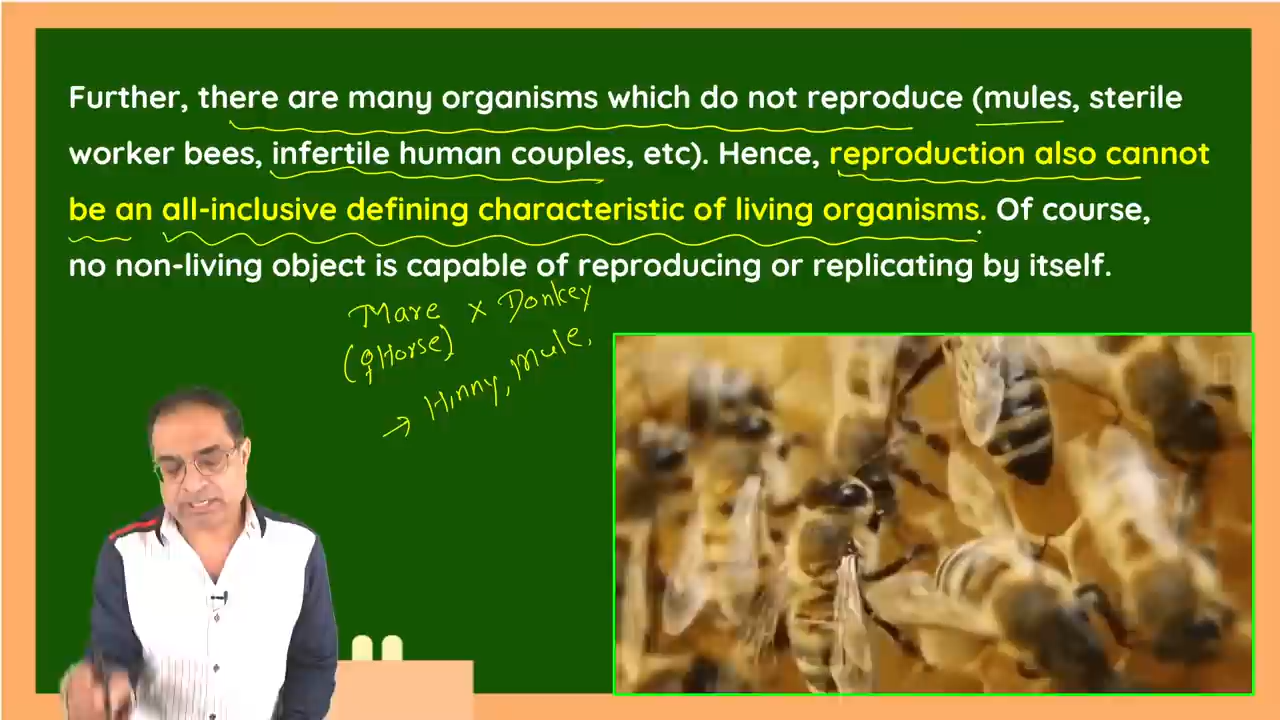 Further, there are many organisms which do not reproduce (mules, sterile
worker bees, infertile human couples, etc). Hence, reproduction also cannot
be an all-inclusive defining characteristic of living organisms. Of course,
no non-living object is capable of reproducing or replicating by itself.
Mare x Donkey
(♀Horse)
→ Hinny, Mule,